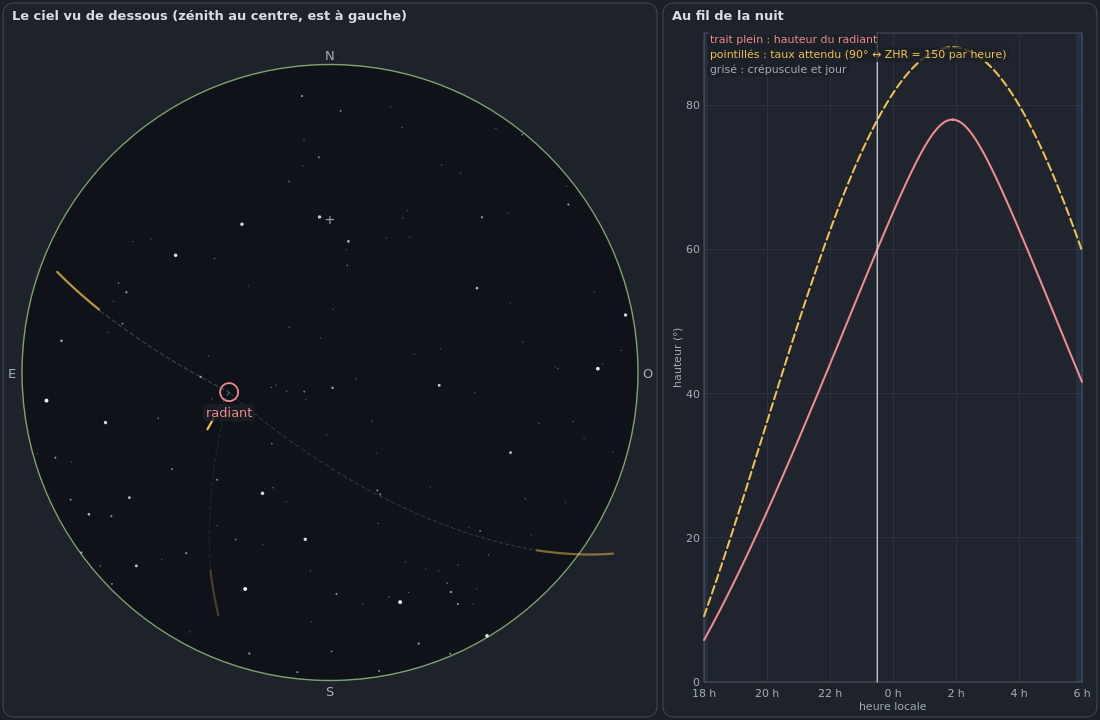 Le ciel vu de dessous (zénith au centre, est à gauche)
N
E
O
S
+
radiant
Au fil de la nuit
trait plein : hauteur du radiant
pointillés : taux attendu (90° ↔ ZHR = 150 par heure)
grisé : crépuscule et jour
hauteur (°)
80
60
40
20
0
18 h 20 h 22 h 0 h 2 h 4 h 6 h
heure locale